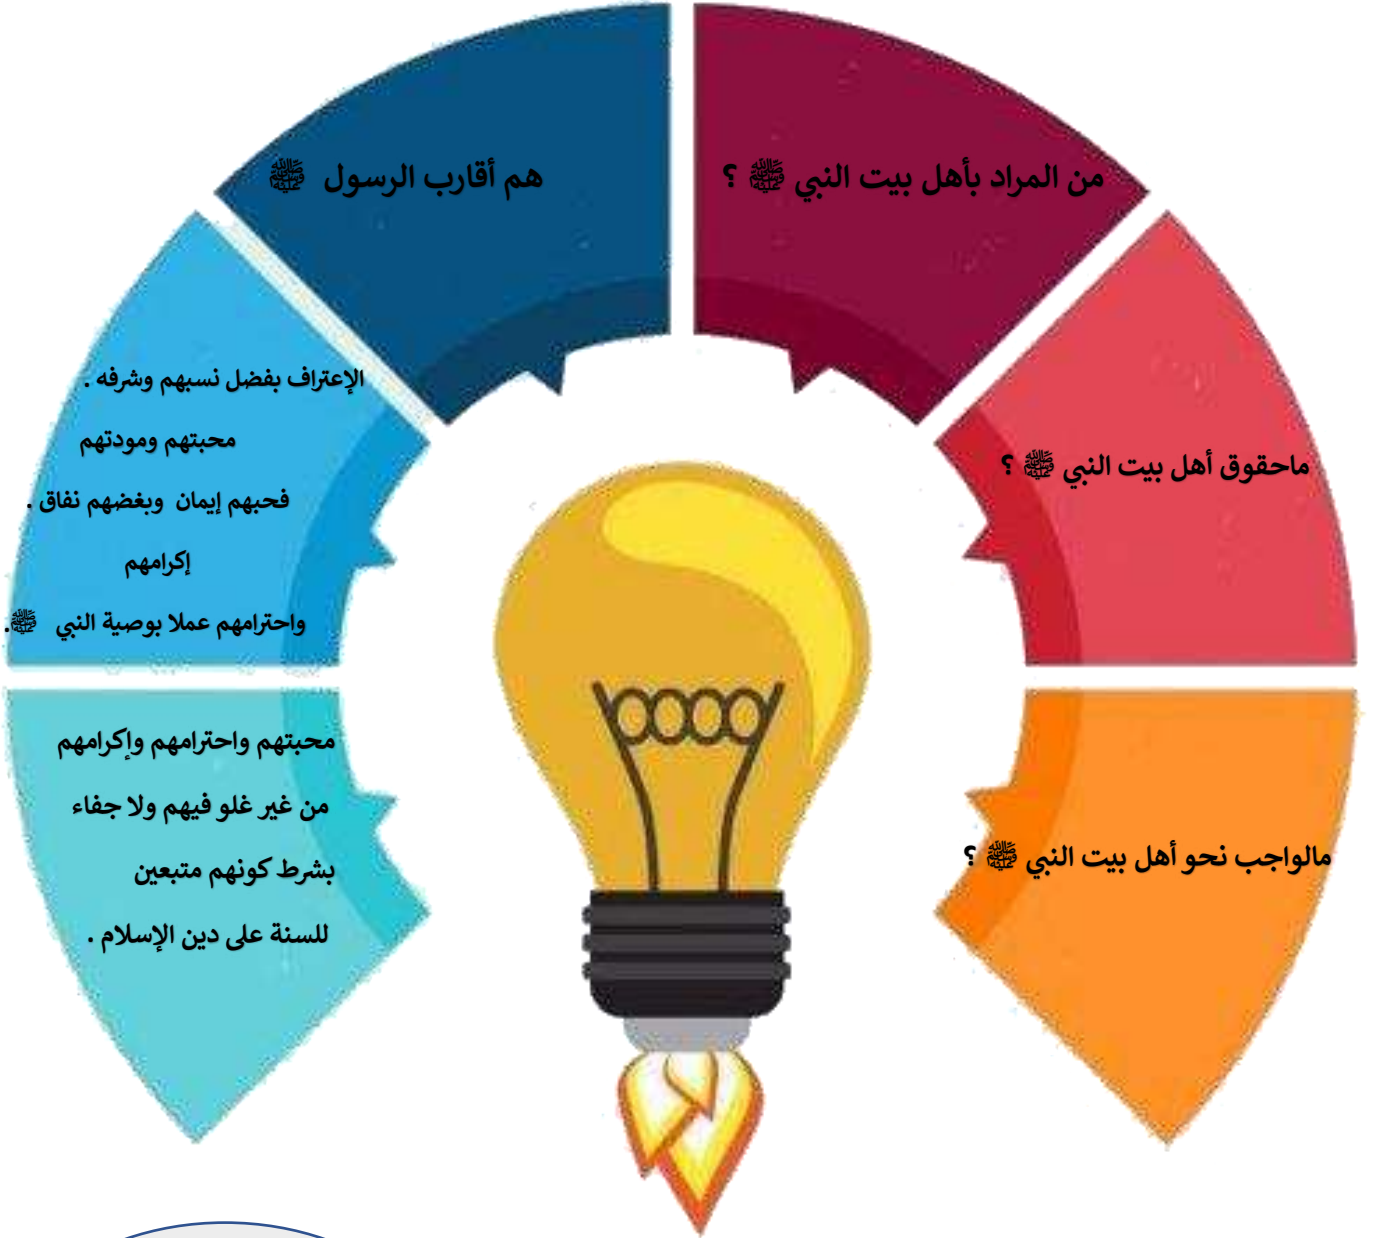 من المراد بأهل بيت النبي ﷺ ؟
هم أقارب الرسول ﷺ
ماحقوق أهل بيت النبي ﷺ ؟
الإعتراف بفضل نسبهم وشرفه .
محبتهم ومودتهم
فحبهم إيمان وبغضهم نفاق .
إكرامهم
واحترامهم عملا بوصية النبي ﷺ.
مالواجب نحو أهل بيت النبي ﷺ ؟
محبتهم واحترامهم وإكرامهم
من غير غلو فيهم ولا جفاء
بشرط كونهم متبعين
للسنة على دين الإسلام .